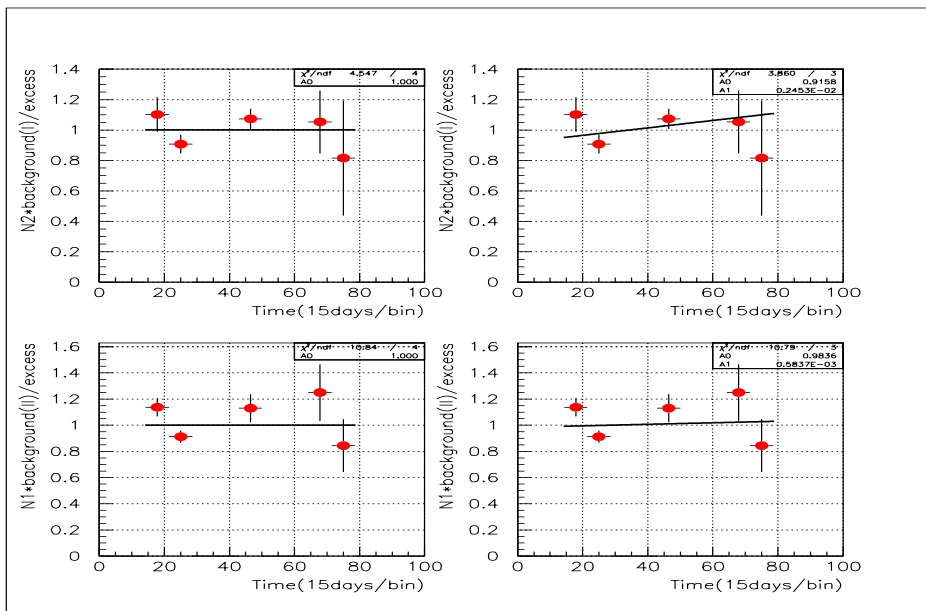 χ²/ndf 4.547 / 4
A0 1.000
N2*background(I)/excess
1.4
1.2
1
0.8
0.6
0.4
0.2
0
0 20 40 60 80 100
Time(15days/bin)
χ²/ndf 3.860 / 3
A0 0.9158
A1 0.2453E-02
N2*background(I)/excess
1.4
1.2
1
0.8
0.6
0.4
0.2
0
0 20 40 60 80 100
Time(15days/bin)
χ²/ndf 10.84 / 4
A0 1.000
N1*background(II)/excess
1.6
1.4
1.2
1
0.8
0.6
0.4
0.2
0
0 20 40 60 80 100
Time(15days/bin)
χ²/ndf 10.79 / 3
A0 0.9836
A1 0.5837E-03
N1*background(II)/excess
1.6
1.4
1.2
1
0.8
0.6
0.4
0.2
0
0 20 40 60 80 100
Time(15days/bin)